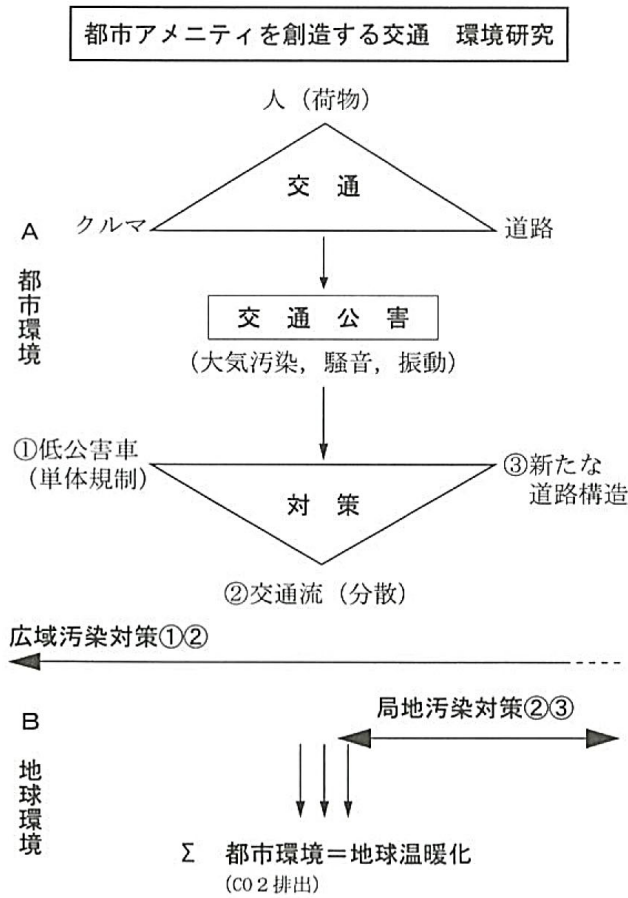 都市アメニティを創造する交通　環境研究
人（荷物）
交　通
クルマ
道路
A　都市環境
交　通　公　害
（大気汚染，騒音，振動）
①低公害車
（単体規制）
③新たな
道路構造
対　策
②交通流（分散）
広域汚染対策①②
局地汚染対策②③
B　地球環境
Σ　都市環境＝地球温暖化
（CO２排出）